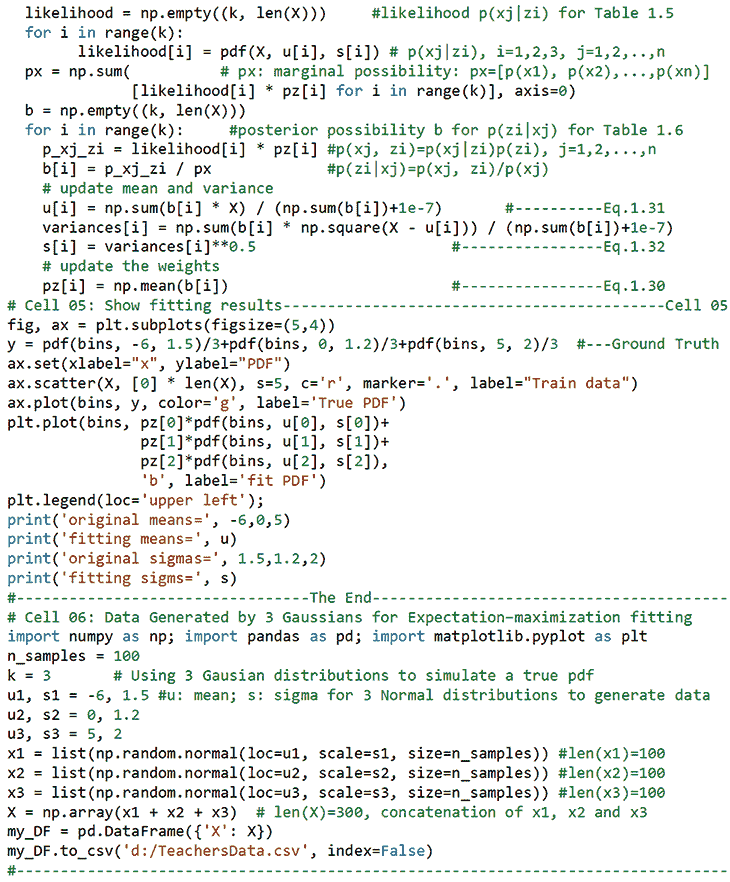 likelihood = np.empty((k, len(X))) #likelihood p(xj|zi) for Table 1.5
for i in range(k):
likelihood[i] = pdf(X, u[i], s[i]) # p(xj|zi), i=1,2,3, j=1,2,..,n
px = np.sum( # px: marginal possibility: px=[p(x1), p(x2),...,p(xn)]
[likelihood[i] * pz[i] for i in range(k)], axis=0)
b = np.empty((k, len(X)))
for i in range(k): #posterior possibility b for p(zi|xj) for Table 1.6
p_xj_zi = likelihood[i] * pz[i] #p(xj, zi)=p(xj|zi)p(zi), j=1,2,...,n
b[i] = p_xj_zi / px #p(zi|xj)=p(xj, zi)/p(xj)
# update mean and variance
u[i] = np.sum(b[i] * X) / (np.sum(b[i])+1e-7) #----------Eq.1.31
variances[i] = np.sum(b[i] * np.square(X - u[i])) / (np.sum(b[i])+1e-7)
s[i] = variances[i]**0.5 #----------------Eq.1.32
# update the weights
pz[i] = np.mean(b[i]) #----------------Eq.1.30
# Cell 05: Show fitting results------------------------------------------Cell 05
fig, ax = plt.subplots(figsize=(5,4))
y = pdf(bins, -6, 1.5)/3+pdf(bins, 0, 1.2)/3+pdf(bins, 5, 2)/3 #---Ground Truth
ax.set(xlabel="x", ylabel="PDF")
ax.scatter(X, [0] * len(X), s=5, c='r', marker='.', label="Train data")
ax.plot(bins, y, color='g', label='True PDF')
plt.plot(bins, pz[0]*pdf(bins, u[0], s[0])+
pz[1]*pdf(bins, u[1], s[1])+
pz[2]*pdf(bins, u[2], s[2]),
'b', label='fit PDF')
plt.legend(loc='upper left');
print('original means=', -6,0,5)
print('fitting means=', u)
print('original sigmas=', 1.5,1.2,2)
print('fitting sigms=', s)
#--------------------------------The End---------------------------------------
# Cell 06: Data Generated by 3 Gaussians for Expectation-maximization fitting
import numpy as np; import pandas as pd; import matplotlib.pyplot as plt
n_samples = 100
k = 3 # Using 3 Gausian distributions to simulate a true pdf
u1, s1 = -6, 1.5 #u: mean; s: sigma for 3 Normal distributions to generate data
u2, s2 = 0, 1.2
u3, s3 = 5, 2
x1 = list(np.random.normal(loc=u1, scale=s1, size=n_samples)) #len(x1)=100
x2 = list(np.random.normal(loc=u2, scale=s2, size=n_samples)) #len(x2)=100
x3 = list(np.random.normal(loc=u3, scale=s3, size=n_samples)) #len(x3)=100
X = np.array(x1 + x2 + x3) # len(X)=300, concatenation of x1, x2 and x3
my_DF = pd.DataFrame({'X': X})
my_DF.to_csv('d:/TeachersData.csv', index=False)
#-------------------------------------------------------------------------------